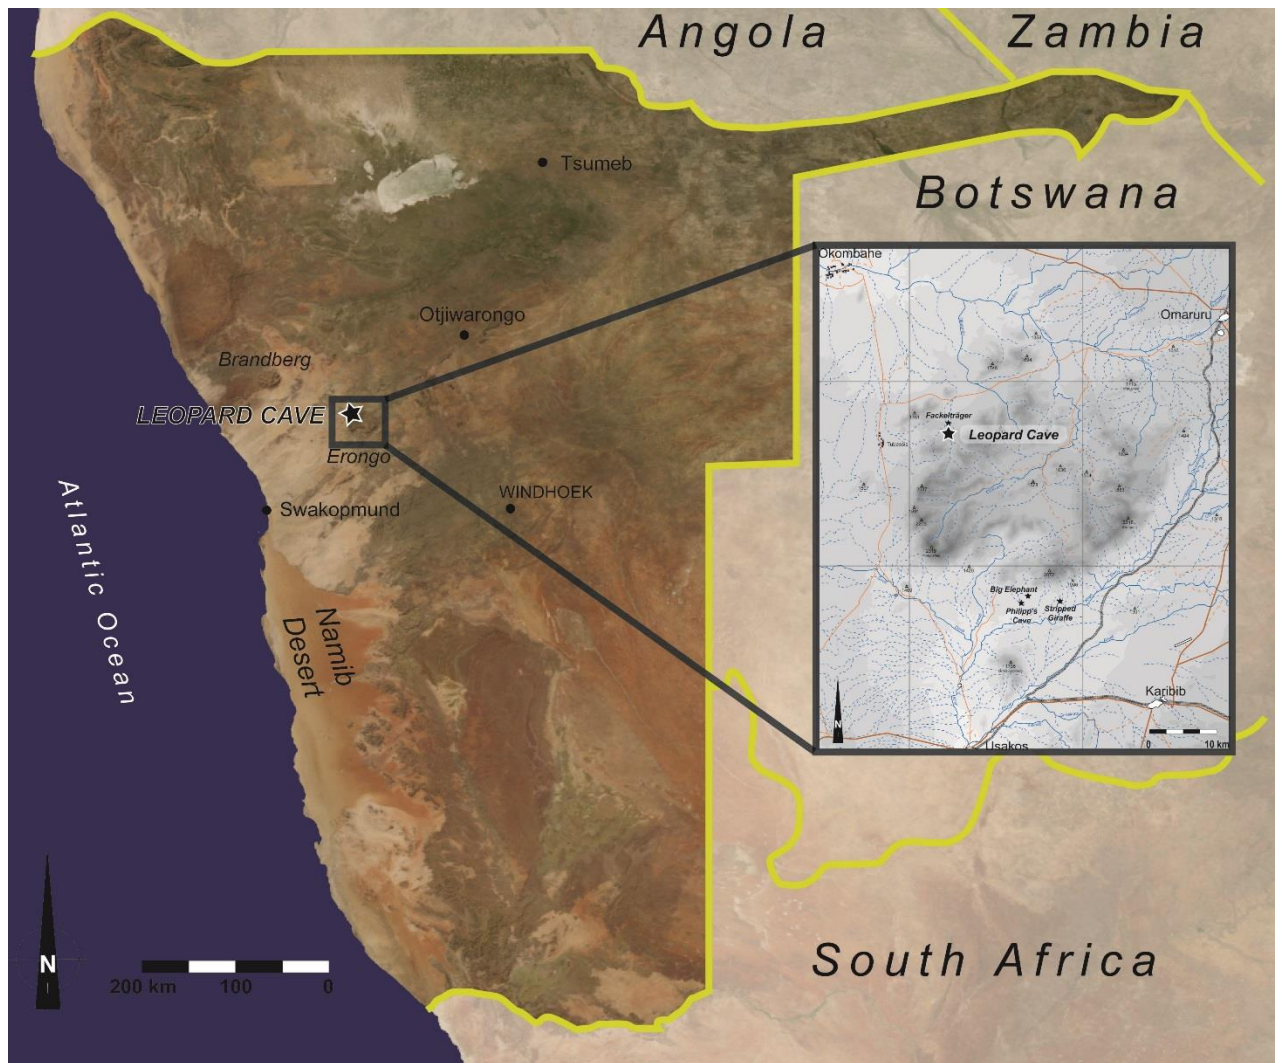 Angola
Zambia
Tsumeb
Botswana
Okombahe
Omaruru
Otjiwarongo
Brandberg
LEOPARD CAVE
Erongo
Fackelträger
Leopard Cave
WINDHOEK
Swakopmund
Atlantic Ocean
Namib
Desert
Big Elephant
Philipp's
Cave
Stripped
Giraffe
Karibib
Usakos
N
0
10 km
South Africa
N
200 km
100
0